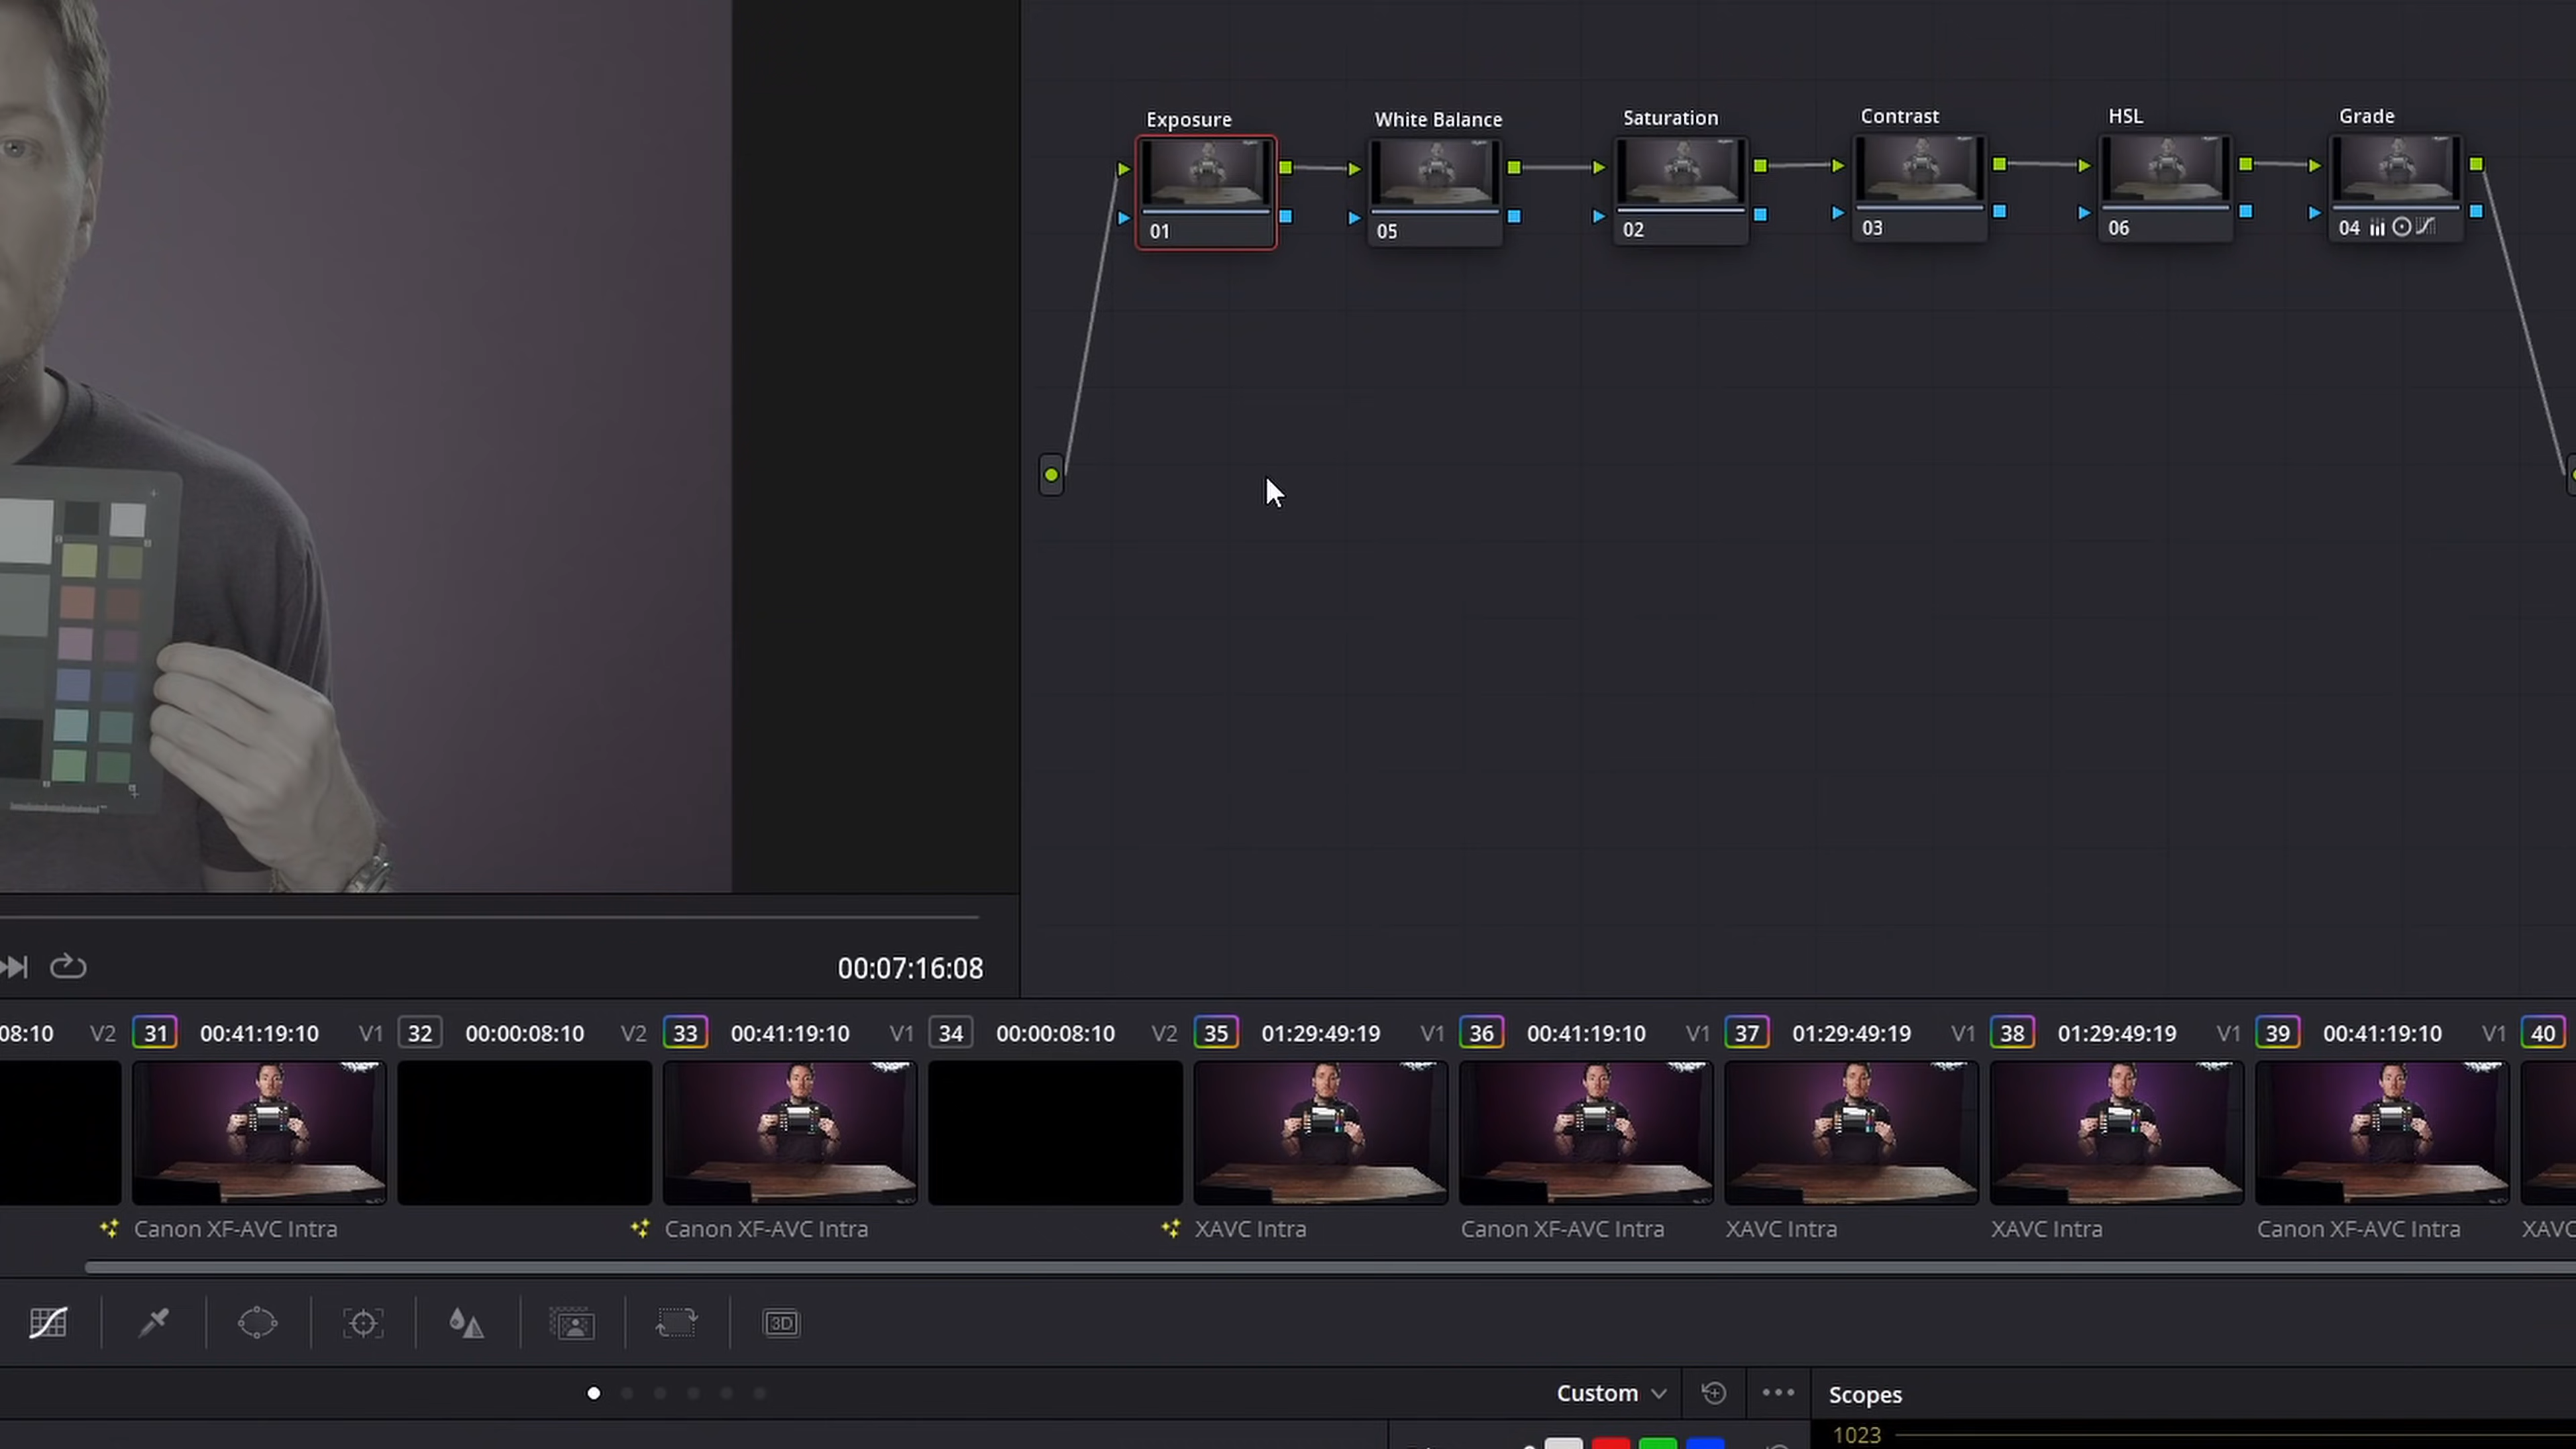 Exposure
White Balance
Saturation
Contrast
HSL
Grade
01
05
02
03
06
04
00:07:16:08
08:10 V2 31 00:41:19:10 V1 32 00:00:08:10 V2 33 00:41:19:10 V1 34 00:00:08:10 V2 35 01:29:49:19 V1 36 00:41:19:10 V1 37 01:29:49:19 V1 38 01:29:49:19 V1 39 00:41:19:10 V1 40
Canon XF-AVC Intra
Canon XF-AVC Intra
XAVC Intra
Canon XF-AVC Intra
XAVC Intra
XAVC Intra
Canon XF-AVC Intra
XAVC
3D
Custom
Scopes
1023